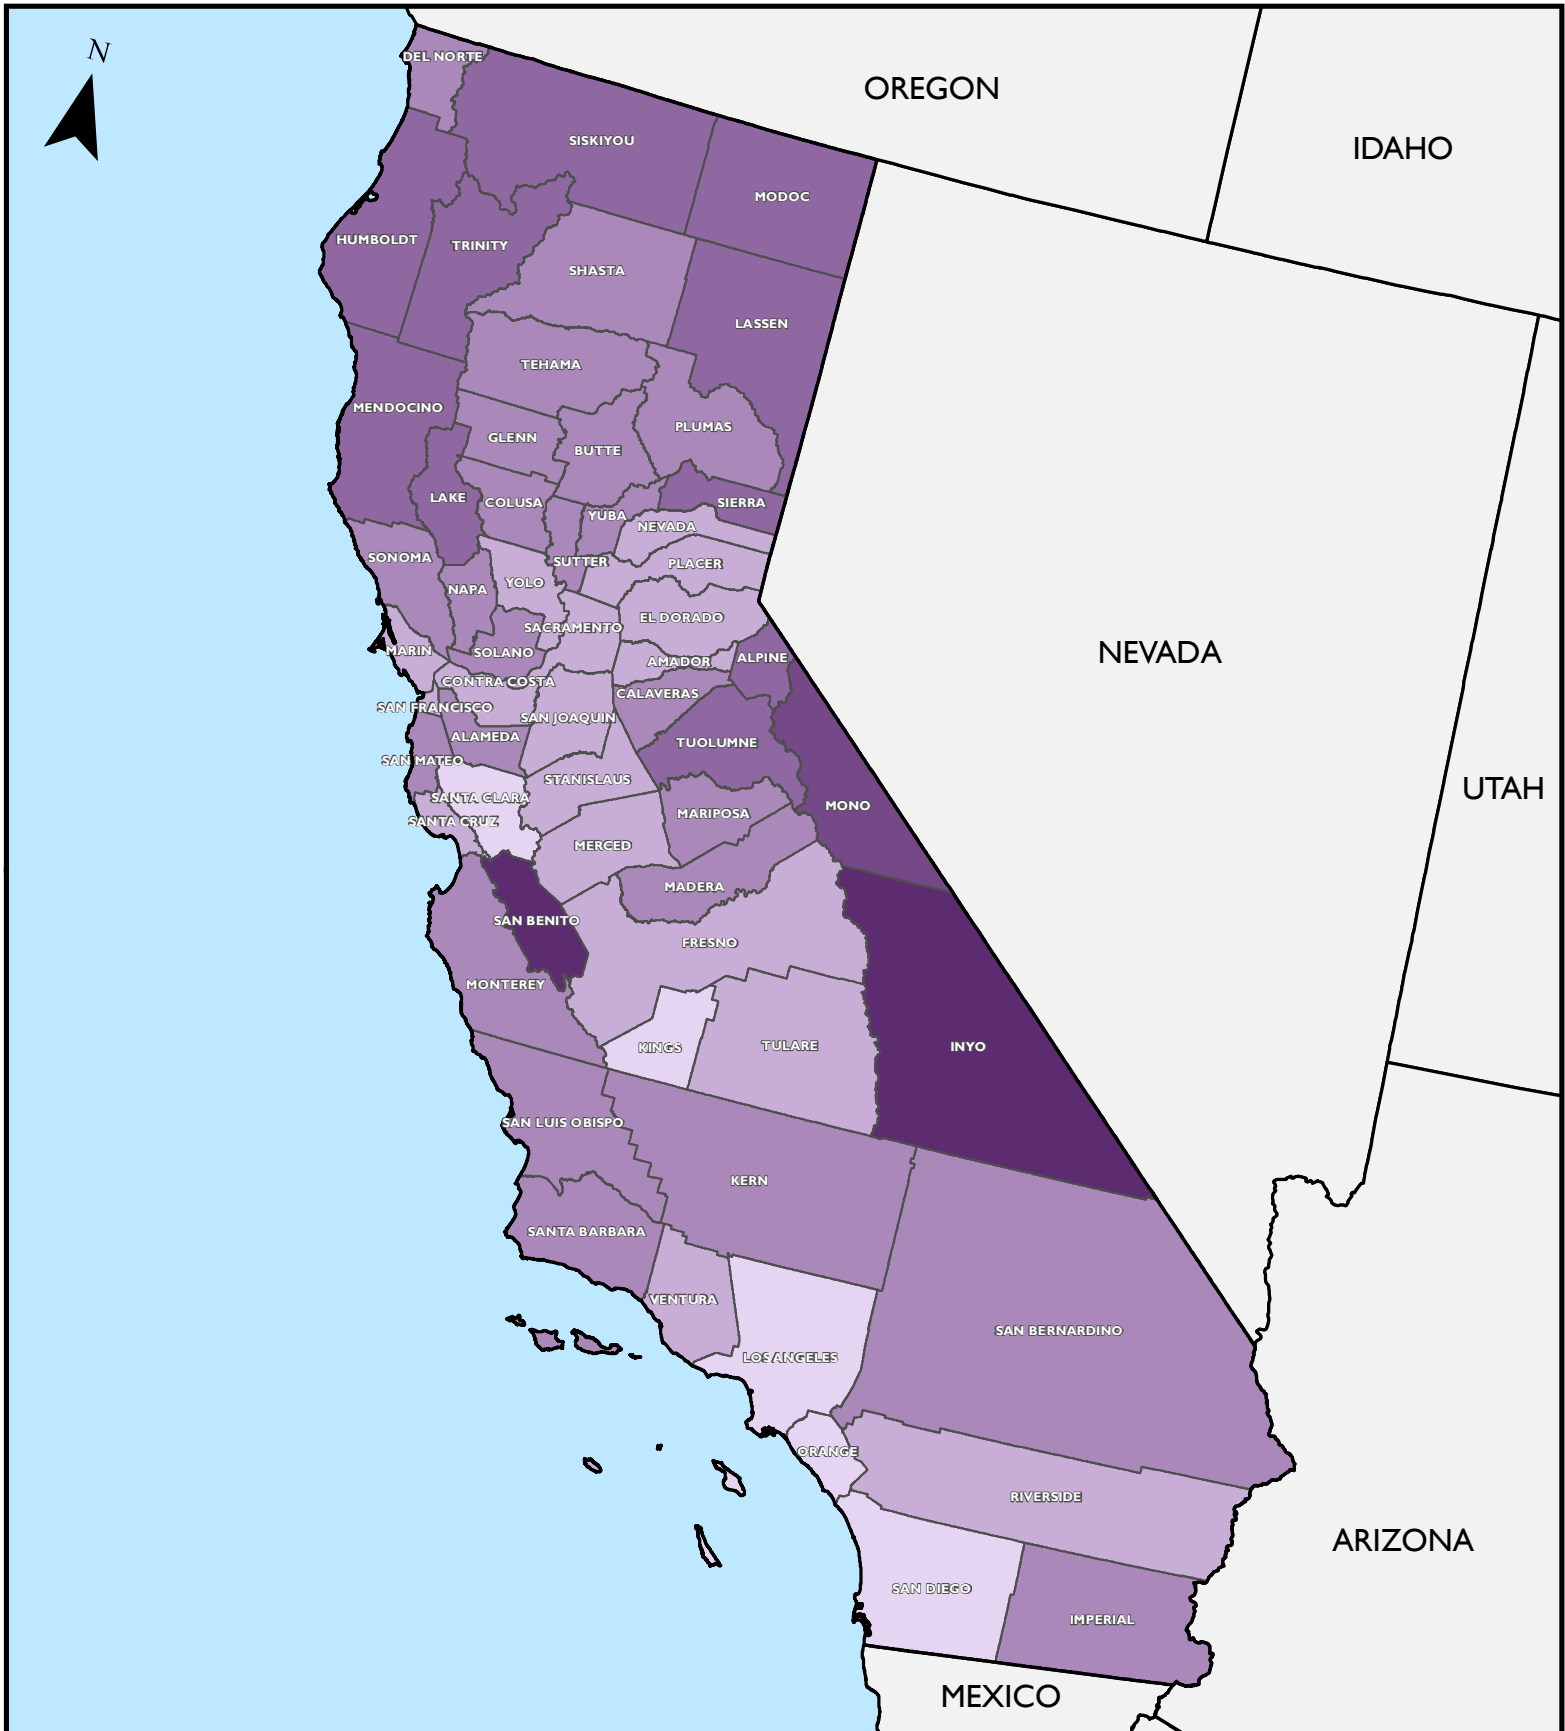 N
DEL NORTE
OREGON
SISKIYOU
IDAHO
MODOC
HUMBOLDT
TRINITY
SHASTA
LASSEN
TEHAMA
MENDOCINO
PLUMAS
GLENN
BUTTE
LAKE
COLUSA
SIERRA
YUBA
NEVADA
SONOMA
SUTTER
PLACER
YOLO
NAPA
EL DORADO
SACRAMENTO
MARIN
SOLANO
AMADOR
ALPINE
NEVADA
CONTRA COSTA
CALAVERAS
SAN FRANCISCO
SAN JOAQUIN
ALAMEDA
TUOLUMNE
SAN MATEO
STANISLAUS
UTAH
SANTA CLARA
MONO
SANTA CRUZ
MARIPOSA
MERCED
MADERA
SAN BENITO
FRESNO
MONTEREY
KINGS
TULARE
INYO
SAN LUIS OBISPO
KERN
SANTA BARBARA
VENTURA
SAN BERNARDINO
LOS ANGELES
ORANGE
RIVERSIDE
ARIZONA
SAN DIEGO
IMPERIAL
MEXICO